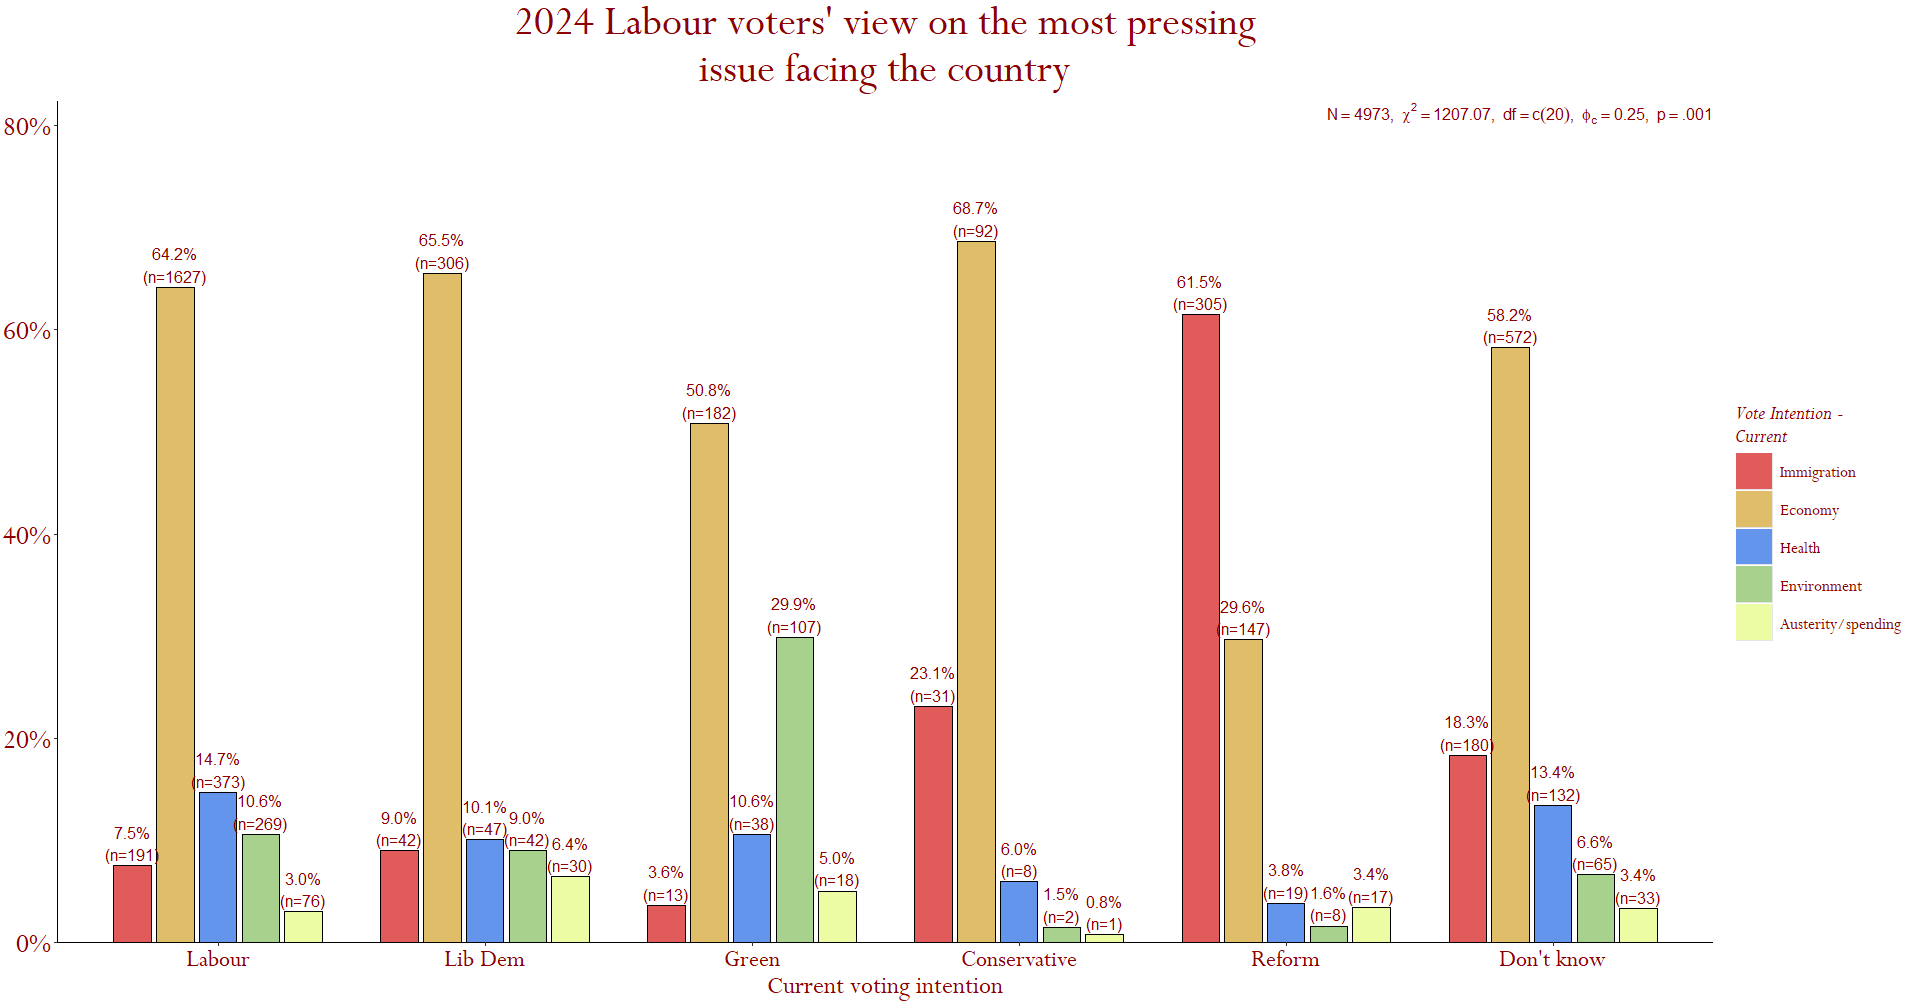 2024 Labour voters' view on the most pressing
issue facing the country
N = 4973, χ2 = 1207.07, df = c(20), ϕc = 0.25, p = .001
80%
60%
40%
20%
0%
7.5%
(n=191)
64.2%
(n=1627)
14.7%
(n=373)
10.6%
(n=269)
3.0%
(n=76)
9.0%
(n=42)
65.5%
(n=306)
10.1%
(n=47)
9.0%
(n=42)
6.4%
(n=30)
3.6%
(n=13)
50.8%
(n=182)
10.6%
(n=38)
29.9%
(n=107)
5.0%
(n=18)
23.1%
(n=31)
68.7%
(n=92)
6.0%
(n=8)
1.5%
(n=2)
0.8%
(n=1)
61.5%
(n=305)
29.6%
(n=147)
3.8%
(n=19)
1.6%
(n=8)
3.4%
(n=17)
18.3%
(n=180)
58.2%
(n=572)
13.4%
(n=132)
6.6%
(n=65)
3.4%
(n=33)
Labour
Lib Dem
Green
Conservative
Reform
Don't know
Current voting intention
Vote Intention -
Current
Immigration
Economy
Health
Environment
Austerity/spending